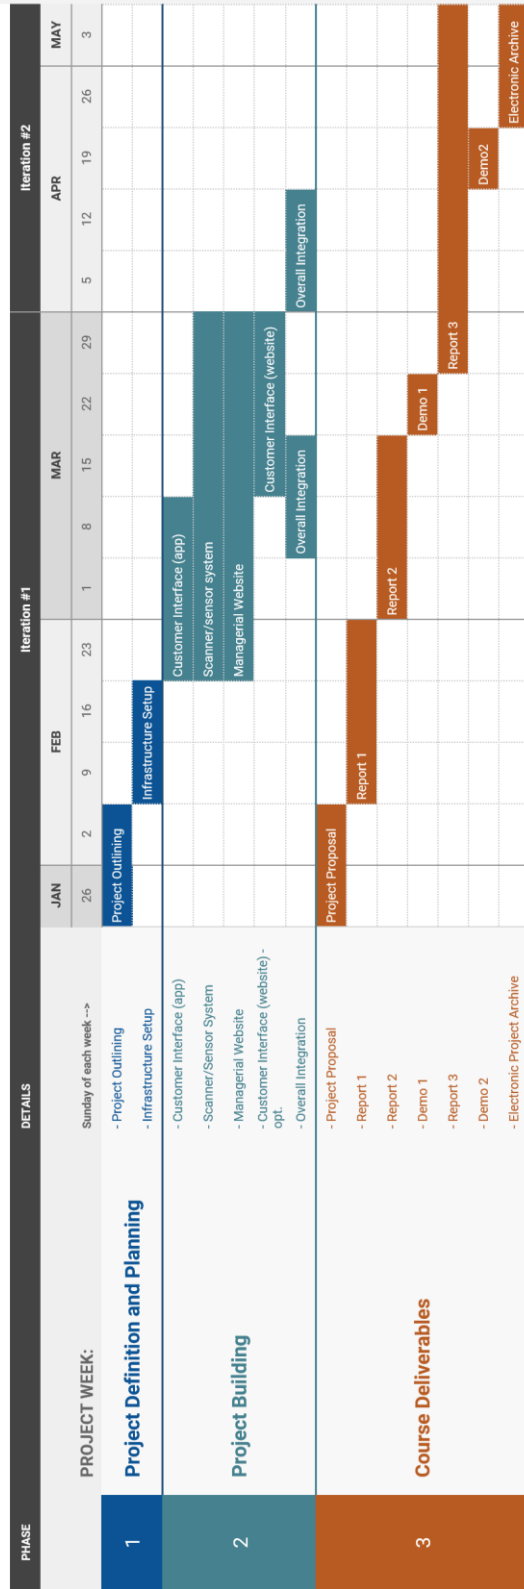 PHASE DETAILS Iteration #1 Iteration #2
JAN FEB MAR APR MAY
PROJECT WEEK: Sunday of each week --> 26 2 9 16 23 1 8 15 22 29 5 12 19 26 3
1 Project Definition and Planning
- Project Outlining Project Outlining
- Infrastructure Setup Infrastructure Setup
2 Project Building
- Customer Interface (app) Customer Interface (app)
- Scanner/Sensor System Scanner/sensor system
- Managerial Website Managerial Website
- Customer Interface (website) - Customer Interface (website)
opt.
- Overall Integration Overall Integration Overall Integration
3 Course Deliverables
- Project Proposal Project Proposal
- Report 1 Report 1
- Report 2 Report 2
- Demo 1 Demo 1
- Report 3 Report 3
- Demo 2 Demo2
- Electronic Project Archive Electronic Archive